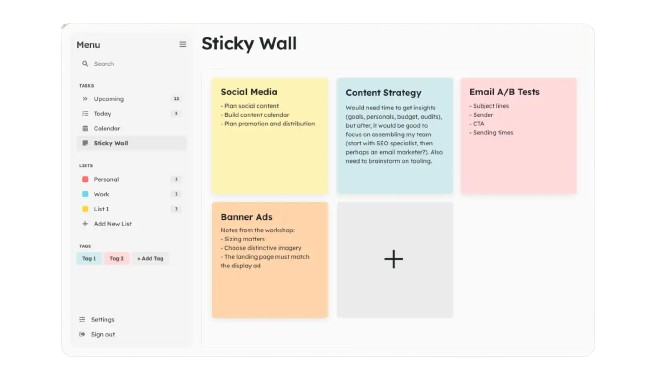 Menu
Search
TASKS
Upcoming 12
Today 5
Calendar
Sticky Wall
LISTS
Personal 3
Work 3
List 1 3
Add New List
TAGS
Tag 1 Tag 2 + Add Tag
Settings
Sign out
Sticky Wall
Social Media
- Plan social content
- Build content calendar
- Plan promotion and distribution
Content Strategy
Would need time to get insights
(goals, personals, budget, audits),
but after, it would be good to
focus on assembling my team
(start with SEO specialist, then
perhaps an email marketer?). Also
need to brainstorm on tooling.
Email A/B Tests
- Subject lines
- Sender
- CTA
- Sending times
Banner Ads
Notes from the workshop:
- Sizing matters
- Choose distinctive imagery
- The landing page must match
the display ad